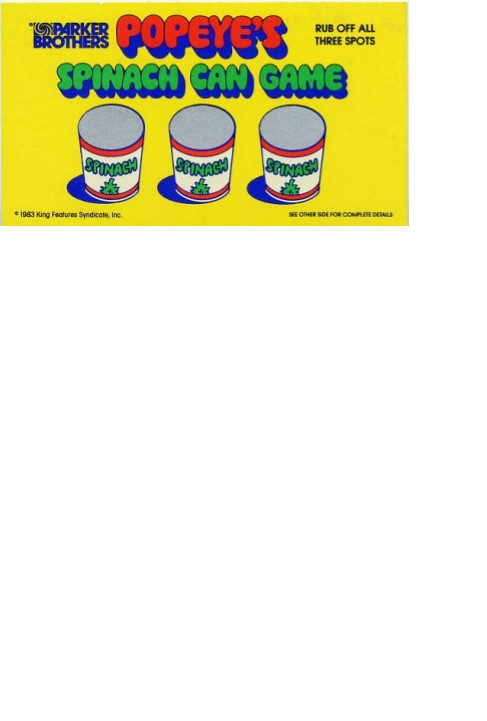 PARKER
BROTHERS
POPEYE'S
RUB OFF ALL
THREE SPOTS
SPINACH CAN GAME
SPINACH
SPINACH
SPINACH
© 1983 King Features Syndicate, Inc.
SEE OTHER SIDE FOR COMPLETE DETAILS